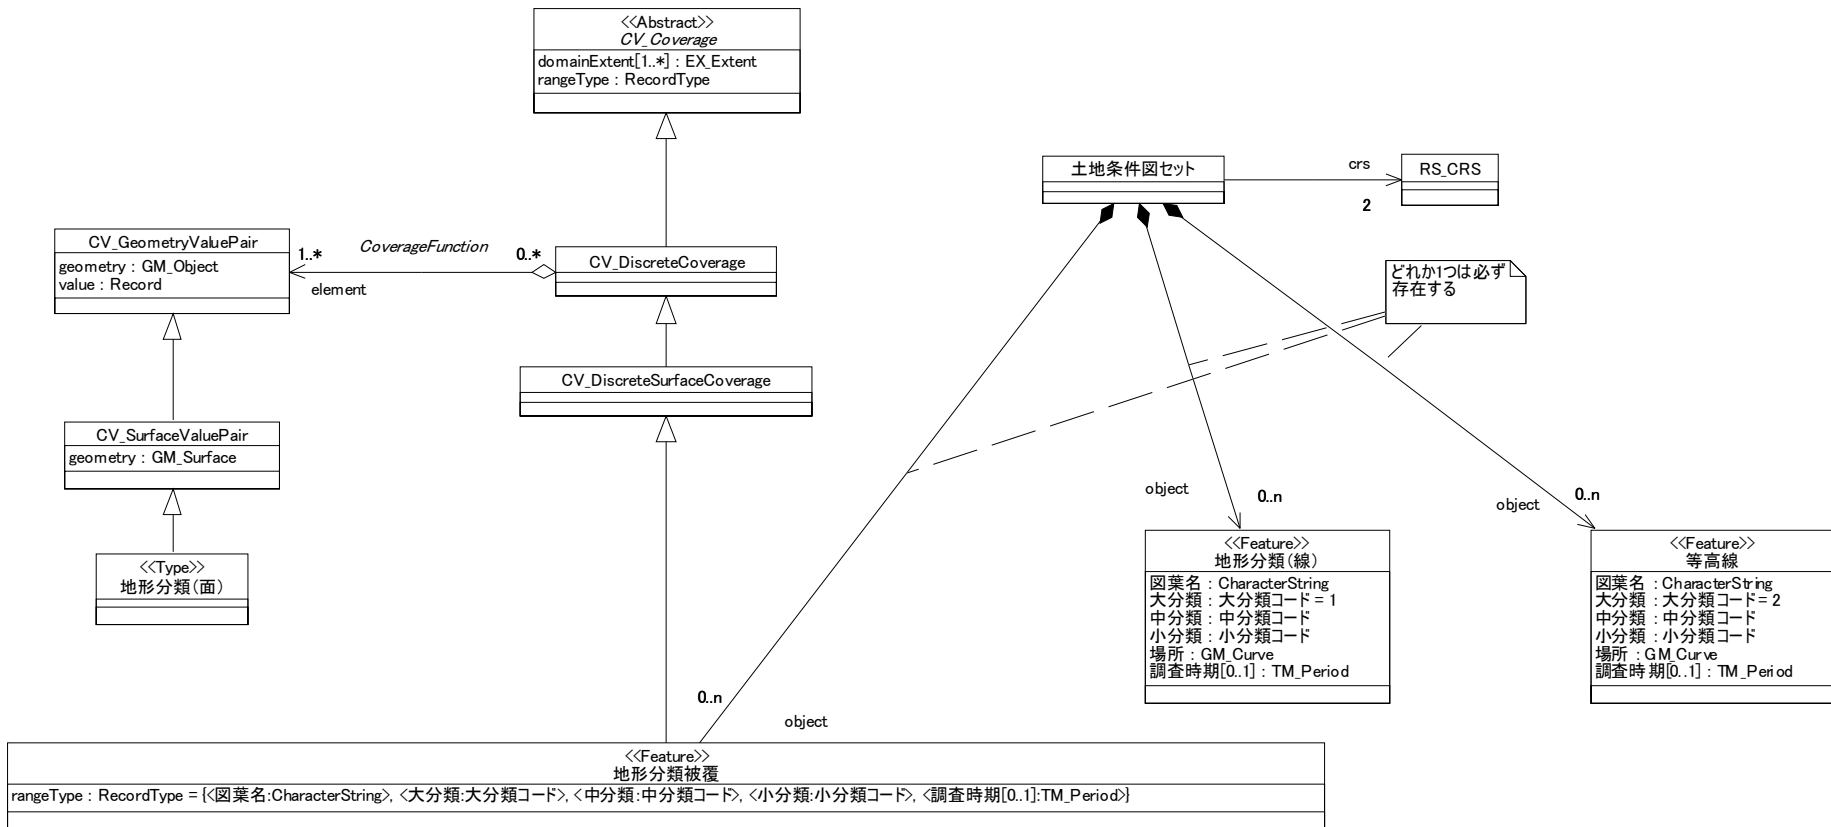 <<Abstract>>
CV_Coverage
domainExtent[1..*] : EX_Extent
rangeType : RecordType
土地条件図セット
crs
2
RS_CRS
CV_GeometryValuePair
geometry : GM_Object
value : Record
1..*
CoverageFunction
0..*
element
CV_DiscreteCoverage
どれか1つは必ず
存在する
CV_DiscreteSurfaceCoverage
CV_SurfaceValuePair
geometry : GM_Surface
object
0..n
object
0..n
<<Type>>
地形分類(面)
<<Feature>>
地形分類(線)
図葉名 : CharacterString
大分類 : 大分類コード = 1
中分類 : 中分類コード
小分類 : 小分類コード
場所 : GM_Curve
調査時期[0..1] : TM_Period
<<Feature>>
等高線
図葉名 : CharacterString
大分類 : 大分類コード = 2
中分類 : 中分類コード
小分類 : 小分類コード
場所 : GM_Curve
調査時期[0..1] : TM_Period
0..n
object
<<Feature>>
地形分類被覆
rangeType : RecordType = {<図葉名:CharacterString>, <大分類:大分類コード>, <中分類:中分類コード>, <小分類:小分類コード>, <調査時期[0..1]:TM_Period>}